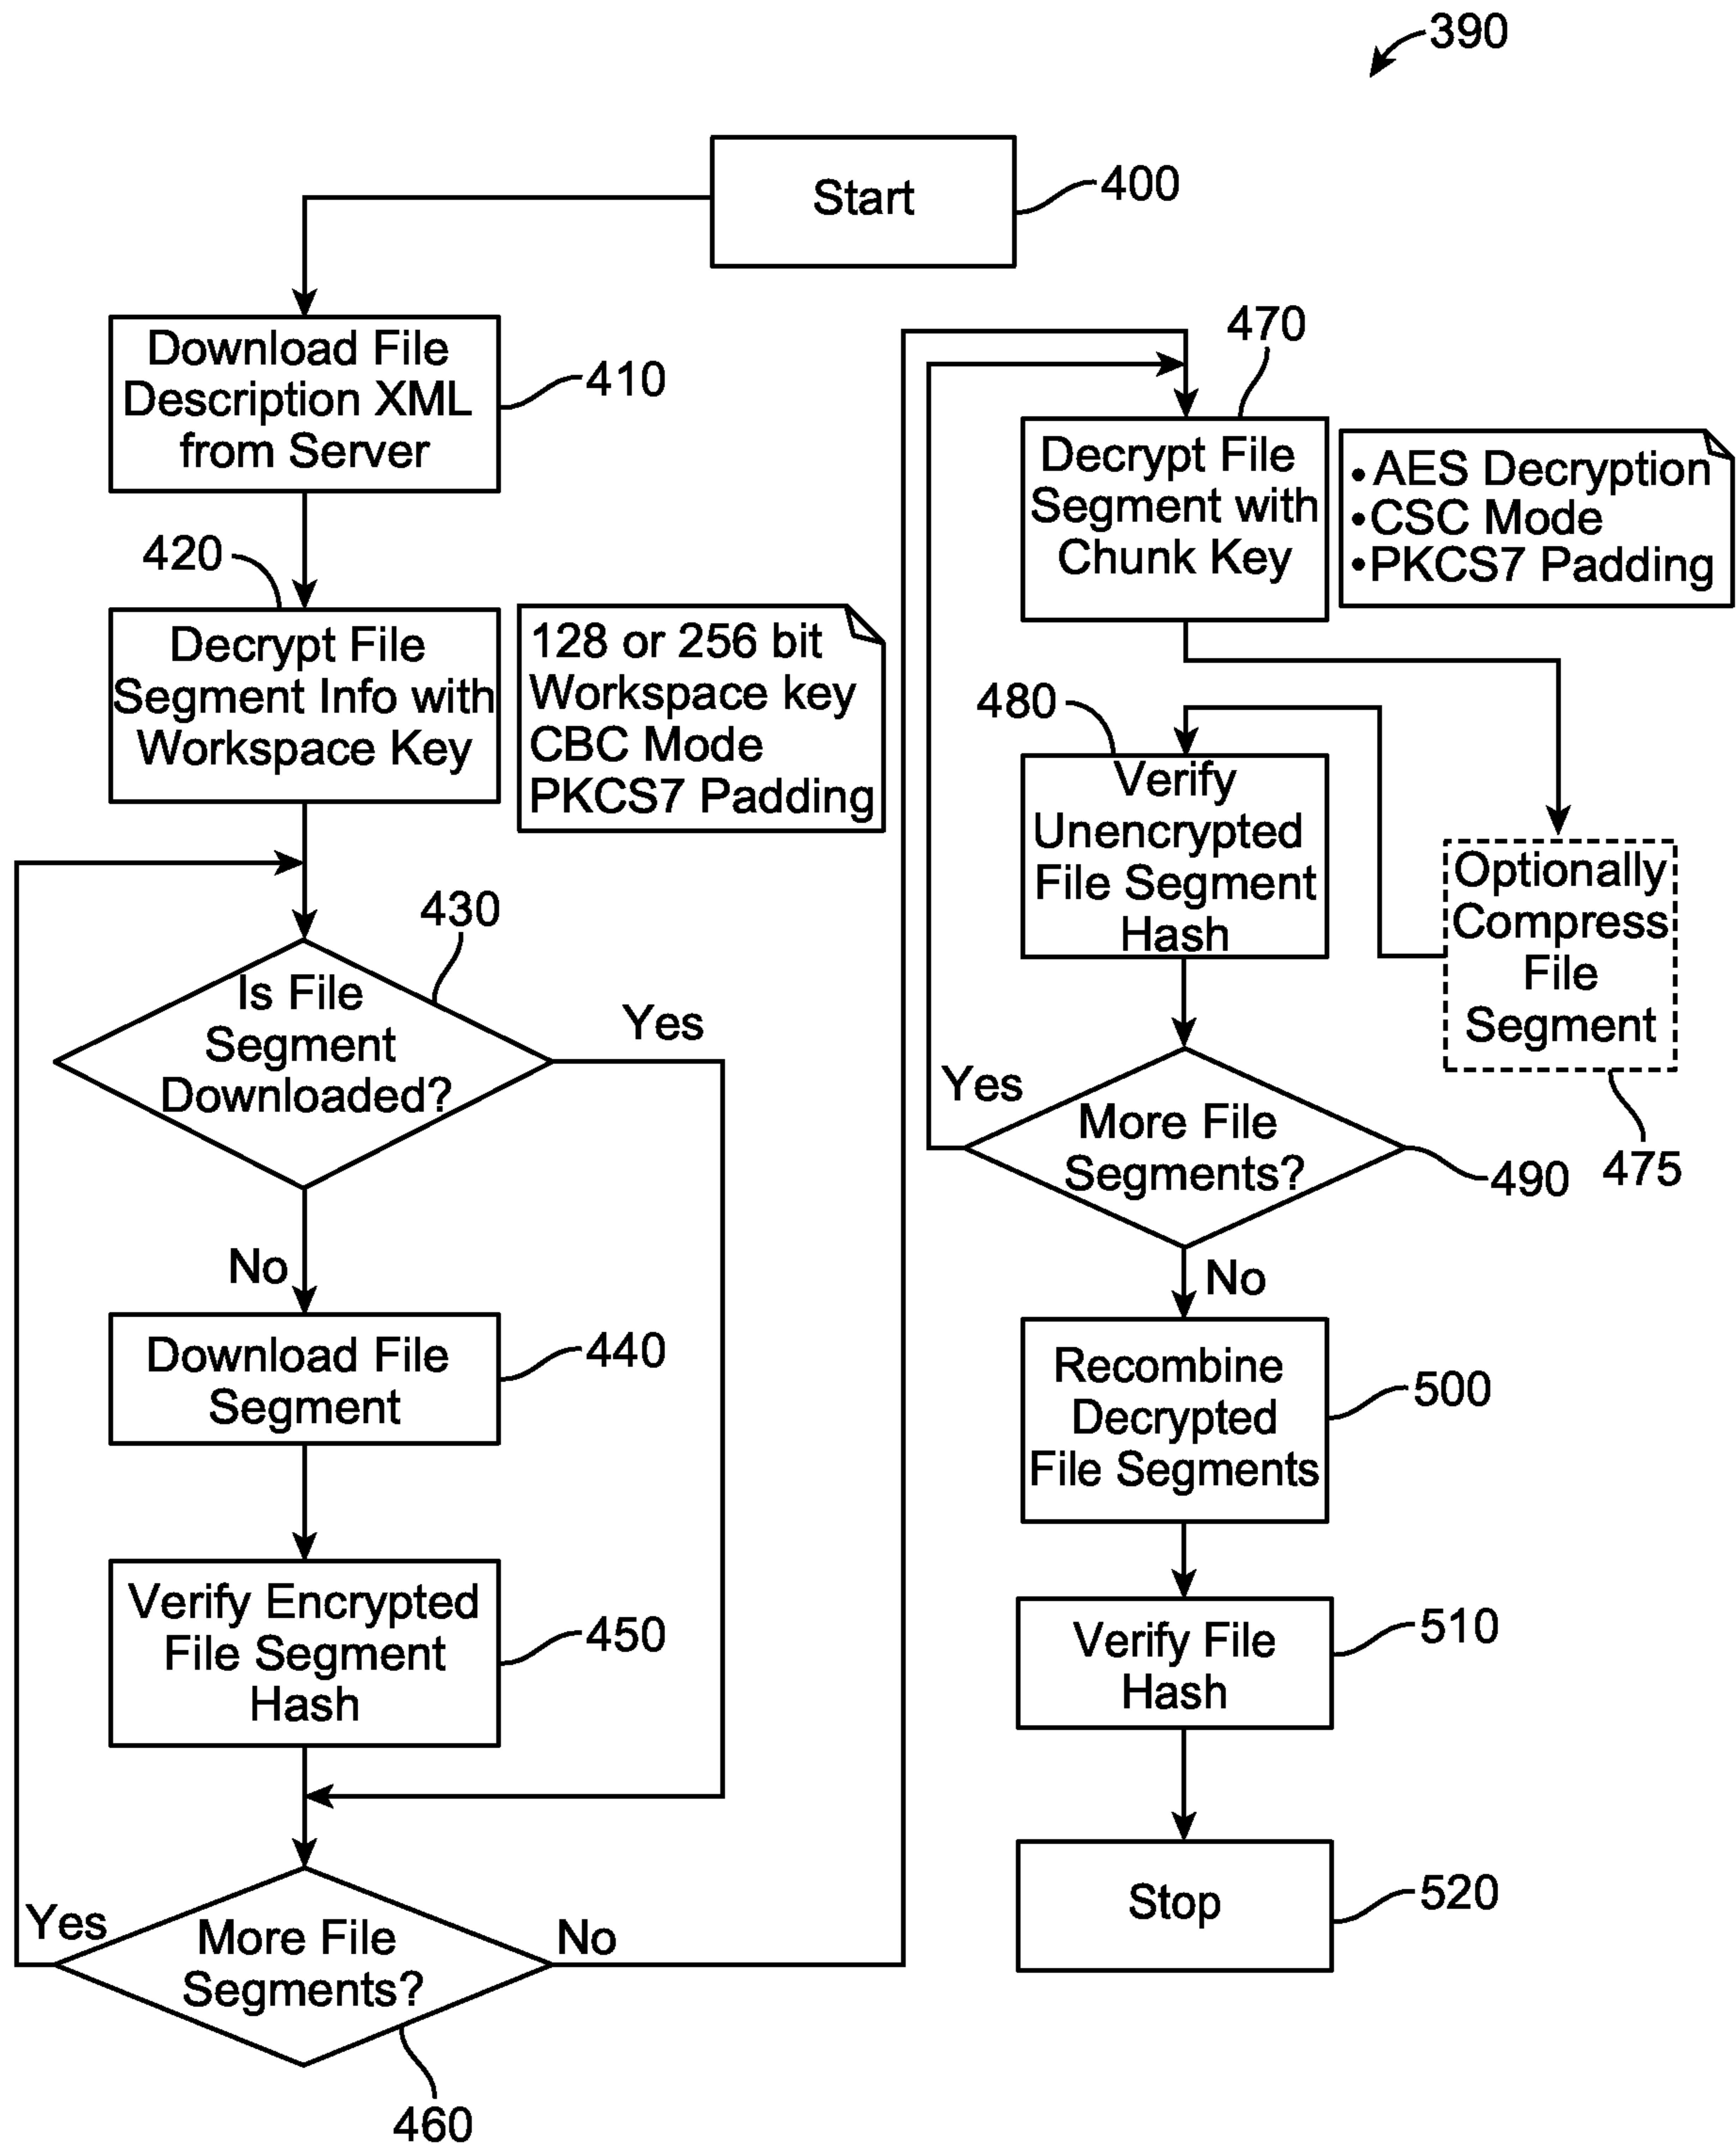 390
Start
400
Download File
Description XML
from Server
410
420
Decrypt File
Segment Info with
Workspace Key
128 or 256 bit
Workspace key
CBC Mode
PKCS7 Padding
430
Is File
Segment
Downloaded?
Yes
No
Download File
Segment
440
Verify Encrypted
File Segment
Hash
450
Yes
More File
Segments?
No
460
470
Decrypt File
Segment with
Chunk Key
• AES Decryption
• CSC Mode
• PKCS7 Padding
480
Verify
Unencrypted
File Segment
Hash
Optionally
Compress
File
Segment
475
Yes
More File
Segments?
490
No
Recombine
Decrypted
File Segments
500
Verify File
Hash
510
Stop
520